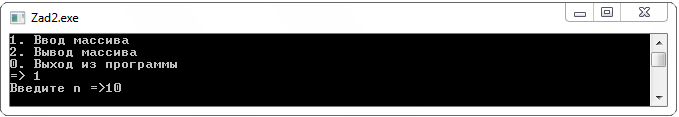 Zad2.exe
1. Ввод массива
2. Вывод массива
0. Выход из программы
=> 1
Введите n =>10